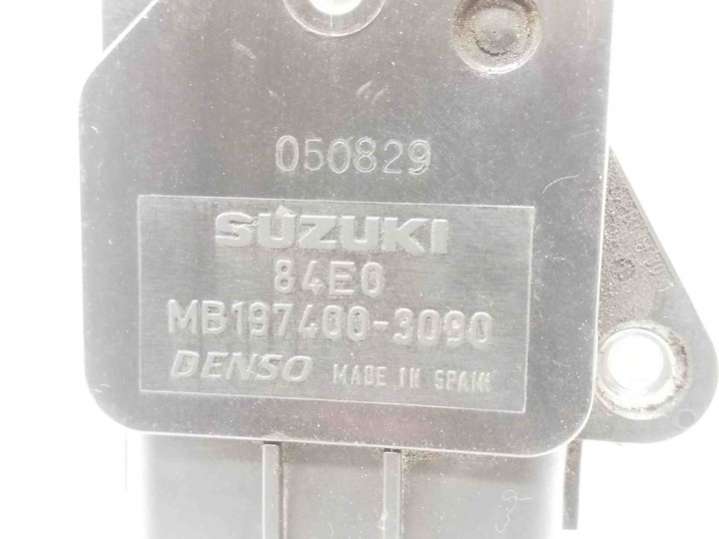 050829
SUZUKI
84E0
MB197400-3090
DENSO MADE IN SPAIN